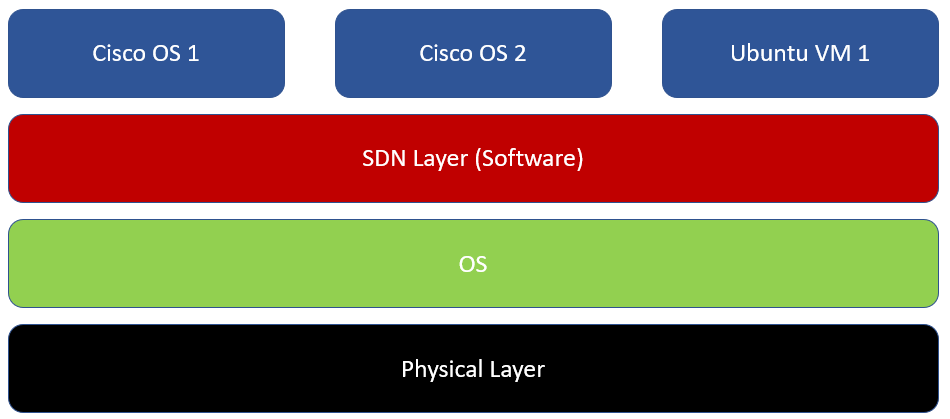 Cisco OS 1
Cisco OS 2
Ubuntu VM 1
SDN Layer (Software)
OS
Physical Layer